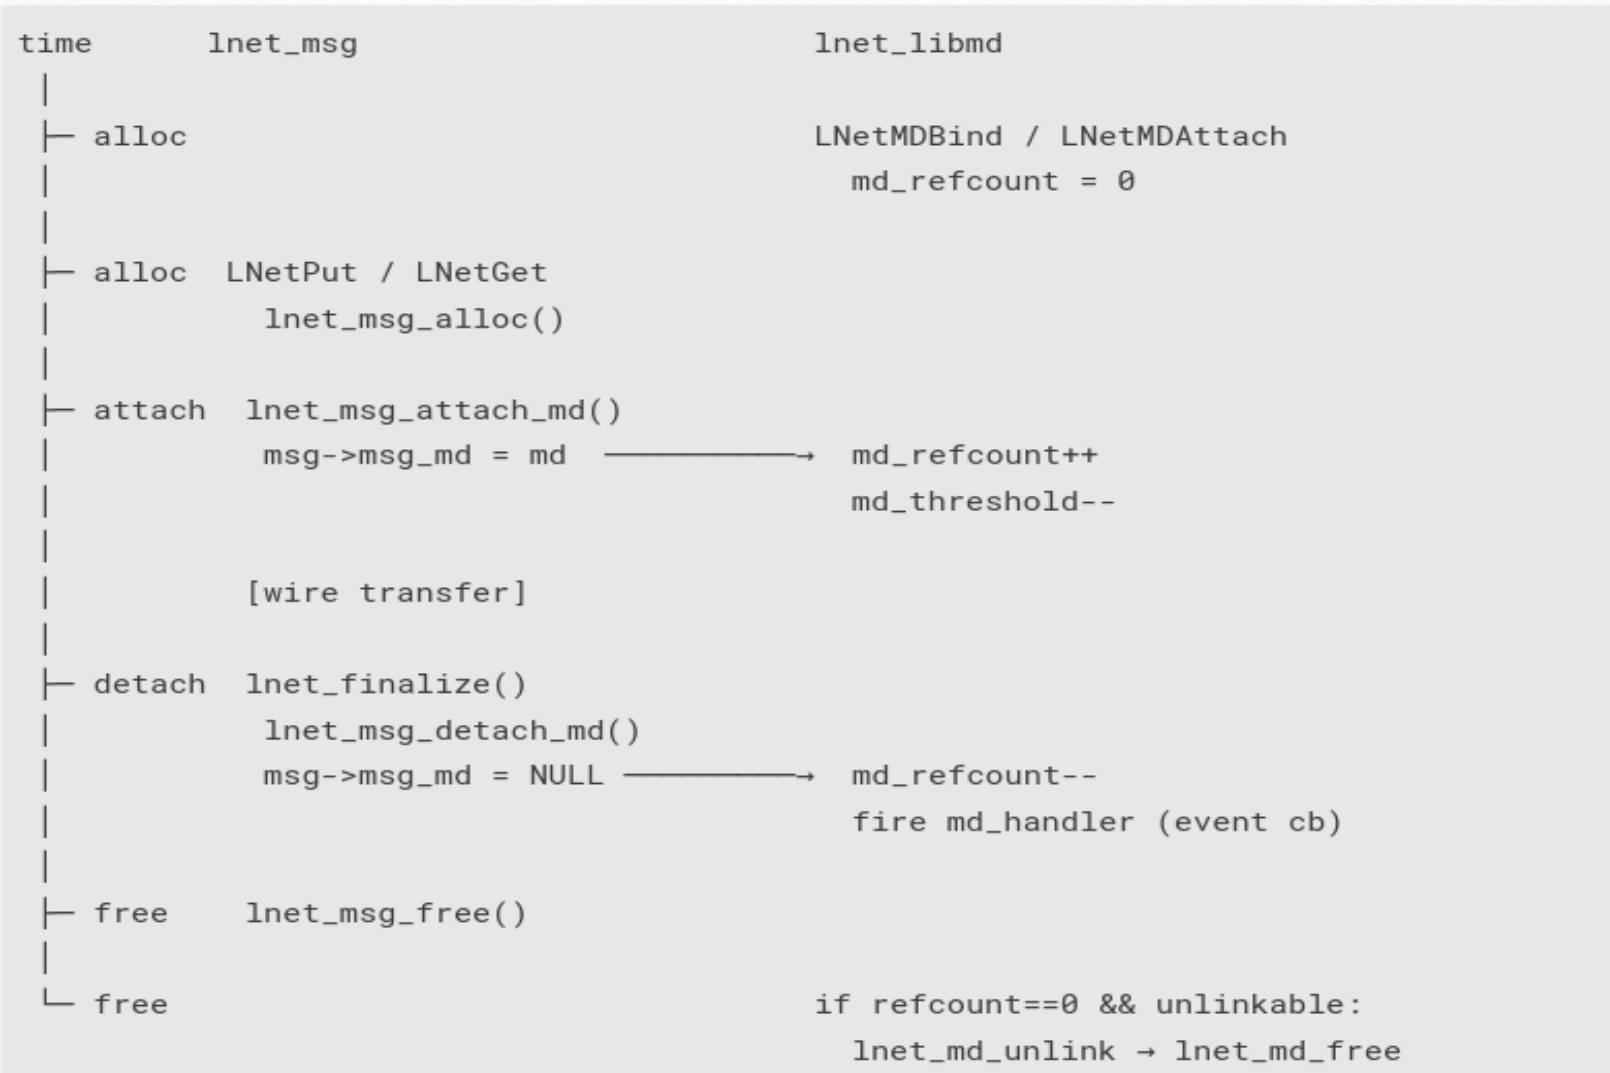 time      lnet_msg                        lnet_libmd
 │
 ├─ alloc                                 LNetMDBind / LNetMDAttach
 │                                          md_refcount = 0
 │
 ├─ alloc  LNetPut / LNetGet
 │           lnet_msg_alloc()
 │
 ├─ attach  lnet_msg_attach_md()
 │           msg->msg_md = md  ──────────→  md_refcount++
 │                                          md_threshold--
 │
 │          [wire transfer]
 │
 ├─ detach  lnet_finalize()
 │           lnet_msg_detach_md()
 │           msg->msg_md = NULL ─────────→  md_refcount--
 │                                          fire md_handler (event cb)
 │
 ├─ free    lnet_msg_free()
 │
 └─ free                                  if refcount==0 && unlinkable:
                                            lnet_md_unlink → lnet_md_free